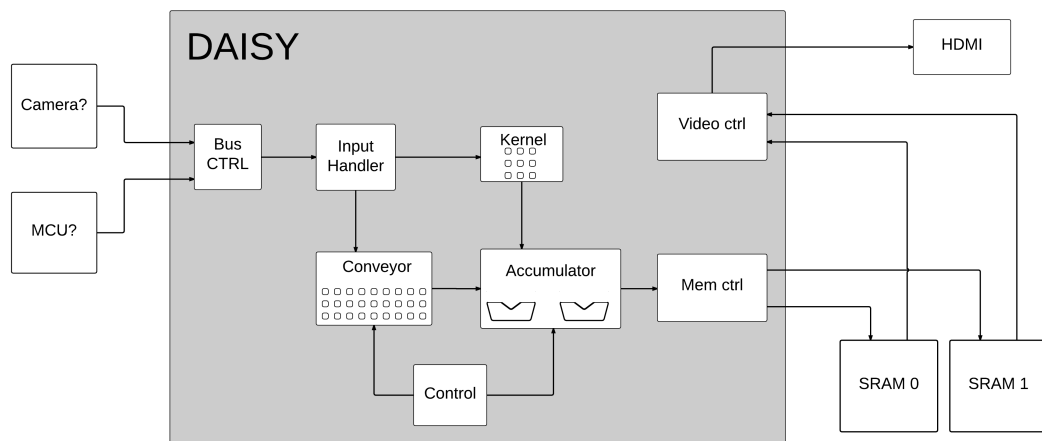 DAISY
HDMI
Camera?
Video ctrl
Bus
CTRL
Input
Handler
Kernel
MCU?
Conveyor
Accumulator
Mem ctrl
Control
SRAM 0
SRAM 1